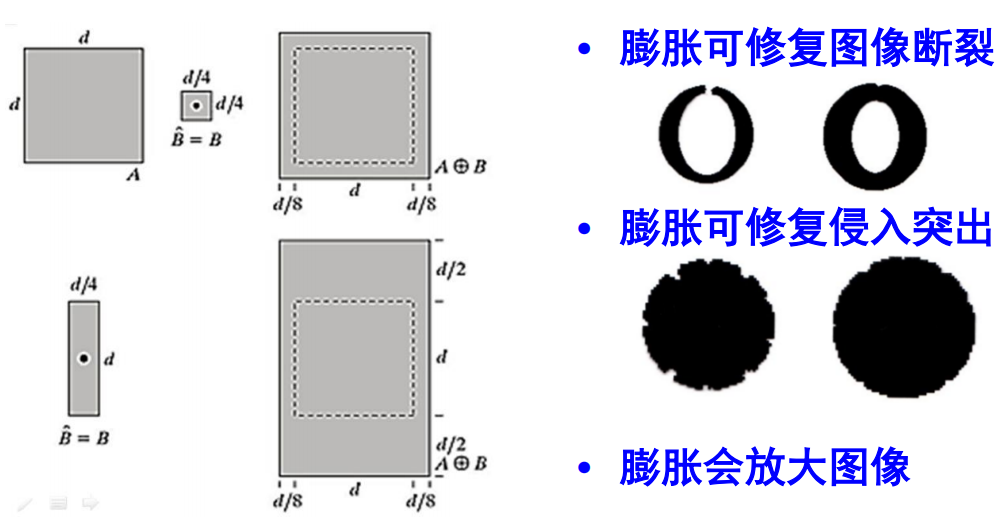 d
d
A
d/4
d/4
B̂ = B
A ⊕ B
d
d/8
d/8
d/4
d
B̂ = B
d/2
d
d/2
A ⊕ B
d
d/8
d/8
• 膨胀可修复图像断裂
• 膨胀可修复侵入突出
• 膨胀会放大图像